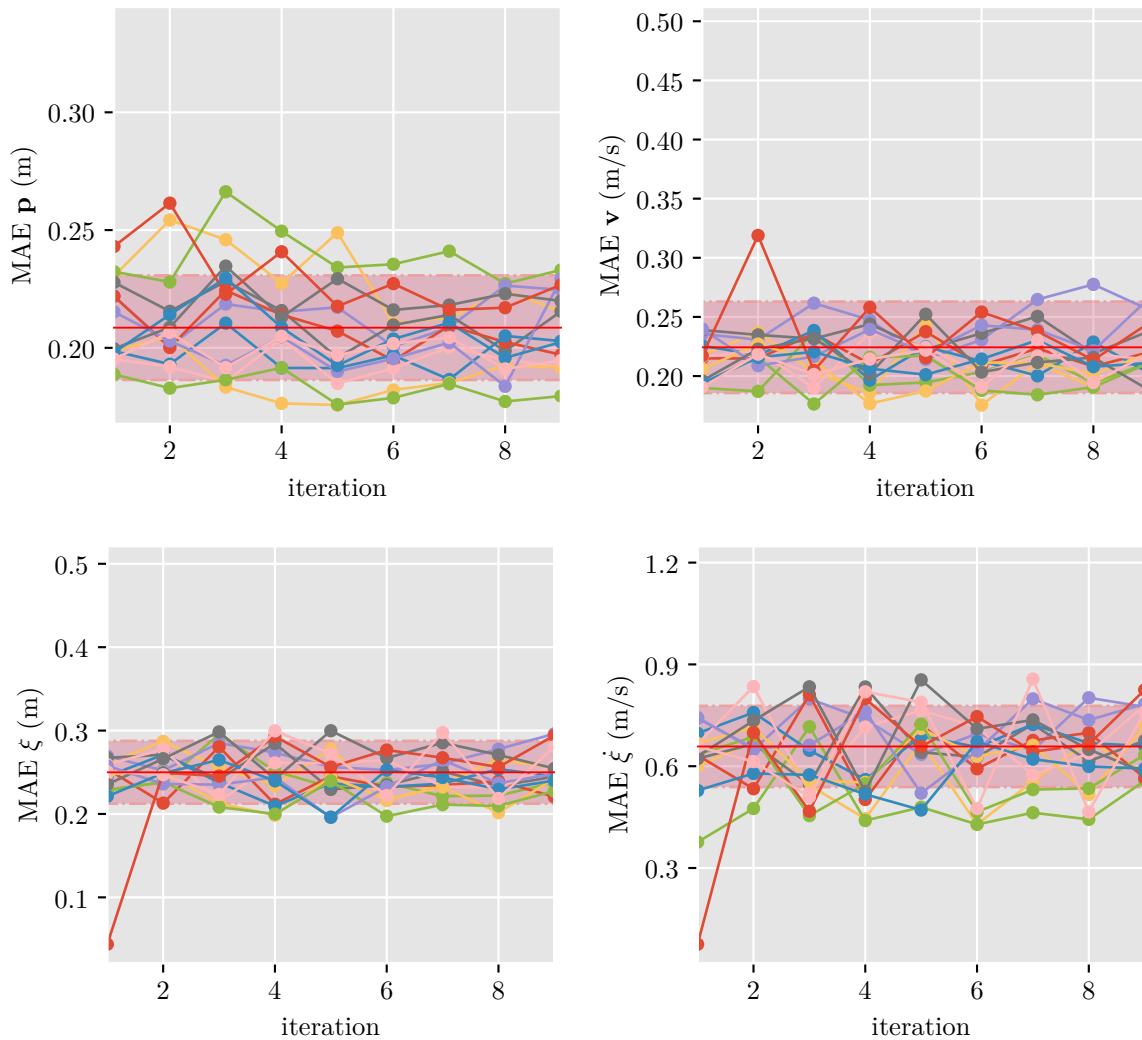 MAE p (m)
0.30
0.25
0.20
2 4 6 8
iteration
MAE v (m/s)
0.50
0.45
0.40
0.35
0.30
0.25
0.20
2 4 6 8
iteration
MAE ξ (m)
0.5
0.4
0.3
0.2
0.1
2 4 6 8
iteration
MAE ξ̇ (m/s)
1.2
0.9
0.6
0.3
2 4 6 8
iteration